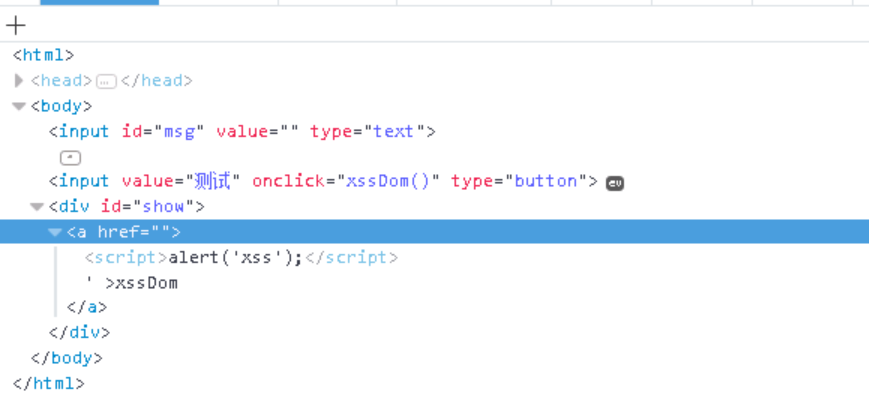 <html>
<head>…</head>
<body>
<input id="msg" value="" type="text">
<input value="测试" onclick="xssDom()" type="button"> ev
<div id="show">
<a href="">
<script>alert('xss');</script>
' >xssDom
</a>
</div>
</body>
</html>